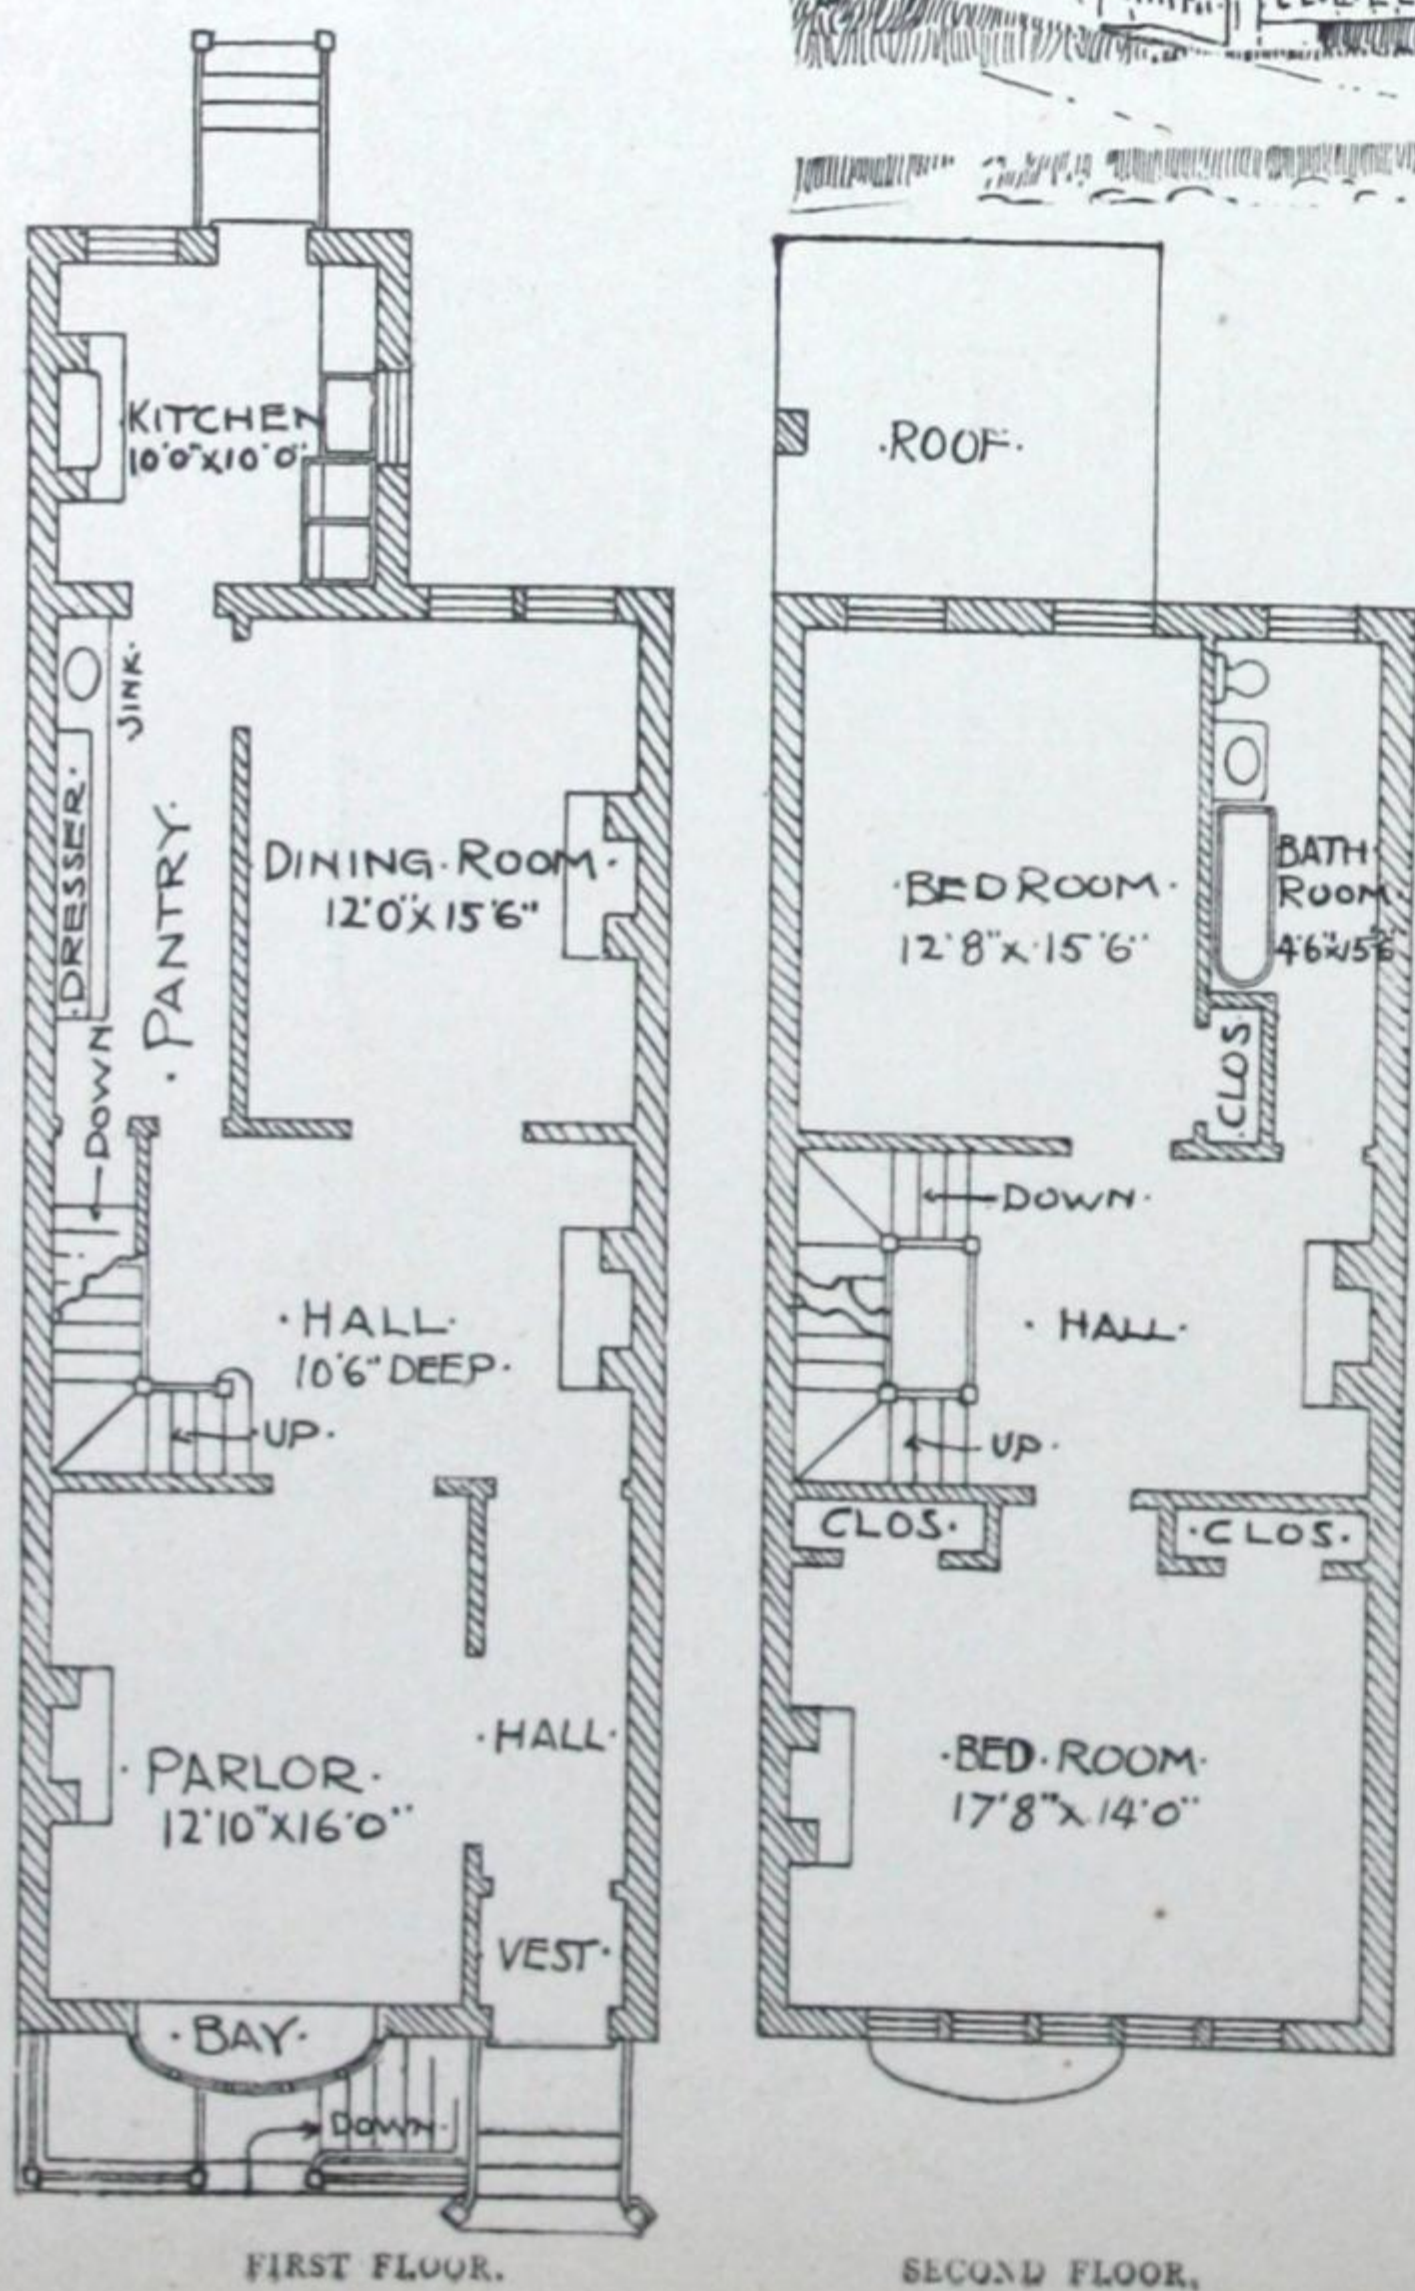 KITCHEN
10'0"X10'0"
SINK.
·DRESSER.
·PANTRY·
DOWN
DINING·ROOM·
12'0"X15'6"
·HALL·
10'6"DEEP·
UP·
·PARLOR·
12'10"X16'0"
·HALL·
VEST·
·BAY·
DOWN·
FIRST FLOOR.
·ROOF·
·BEDROOM·
12'8"x·15'6"
BATH·
ROOM·
4'6"x15'6"
CLOS·
DOWN·
·HALL·
UP·
CLOS·
·CLOS·
·BED·ROOM·
17'8"x14'0"
SECOND FLOOR.